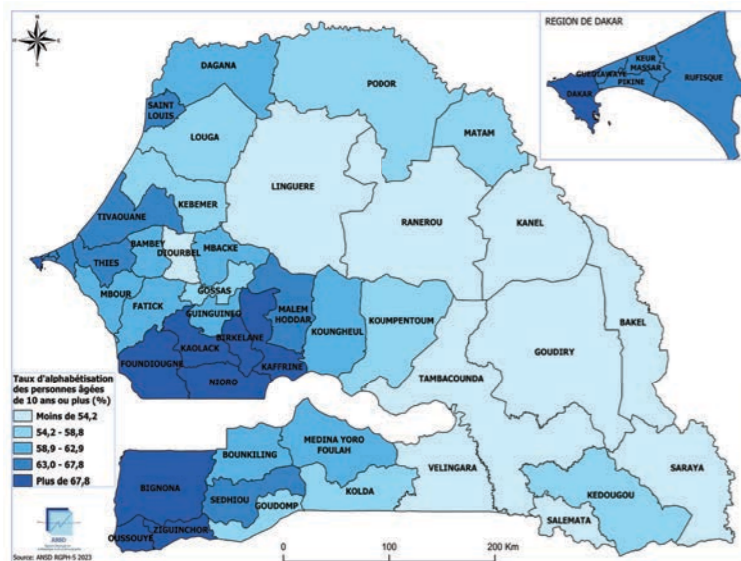 N
W
E
S
REGION DE DAKAR
KEUR
MASSAR
GUEDIAWAYE
RUFISQUE
PIKINE
DAKAR
DAGANA
PODOR
SAINT
LOUIS
MATAM
LOUGA
LINGUERE
KEBEMER
RANEROU
KANEL
TIVAOUANE
BAMBEY
MBACKE
DIOURBEL
THIES
GOSSAS
MBOUR
FATICK
GUINGUINEO
MALEM
HODDAR
KOUNGHEUL
KOUMPENTOUM
BAKEL
BIRKELANE
KAOLACK
GOUDIRY
FOUNDIOUGNE
KAFFRINE
TAMBACOUNDA
NIORO
Taux d'alphabétisation
des personnes âgées
de 10 ans ou plus (%)
Moins de 54,2
54,2 - 58,8
58,9 - 62,9
63,0 - 67,8
Plus de 67,8
MEDINA YORO
FOULAH
BOUNKILING
VELINGARA
SARAYA
BIGNONA
KOLDA
KEDOUGOU
SEDHIOU
GOUDOMP
SALEMATA
ZIGUINCHOR
OUSSOUYE
ANSD
Source: ANSD RGPH-5 2023
0
100
200 Km